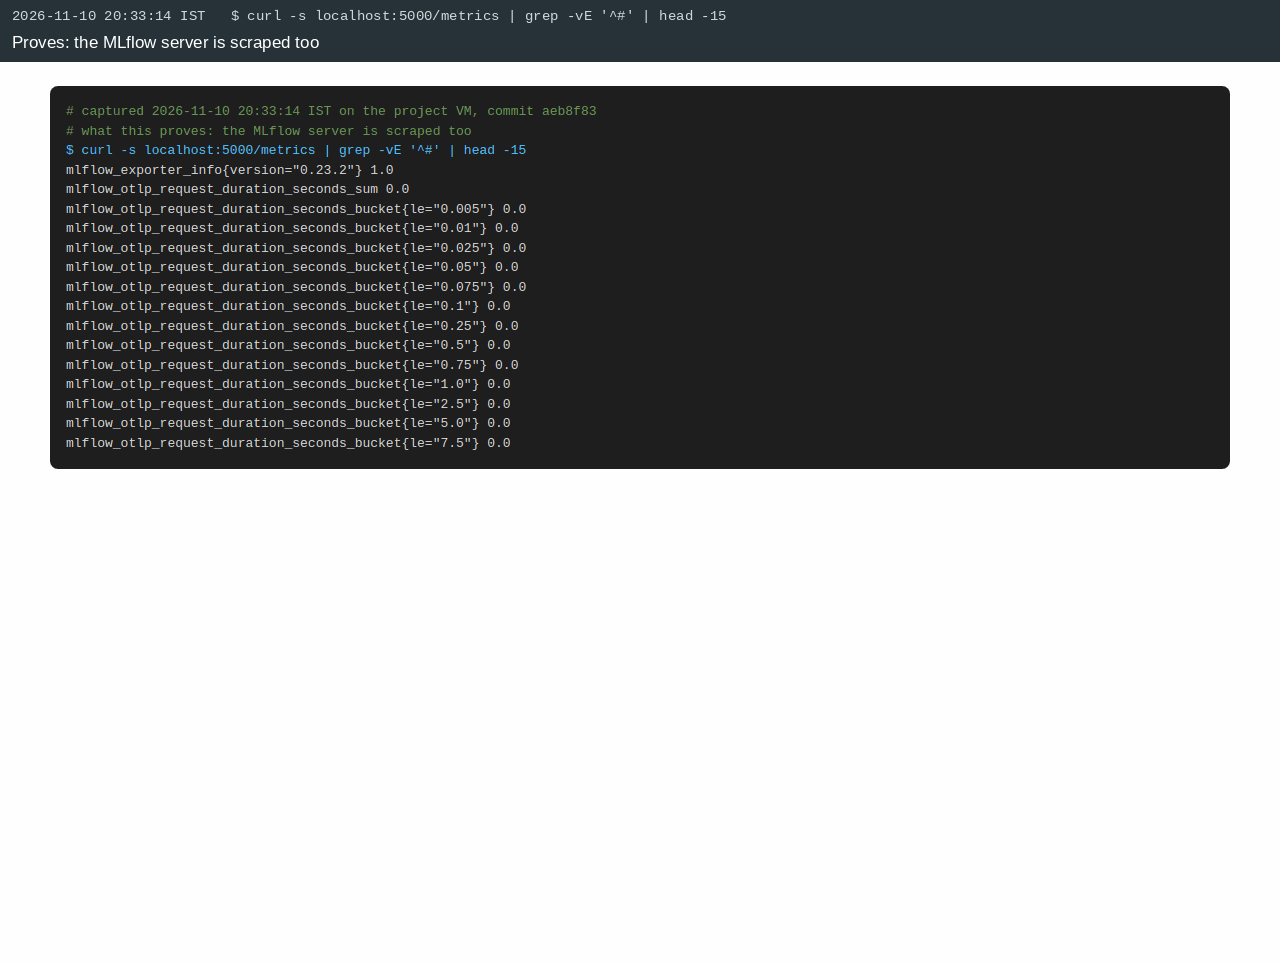 2026-11-10 20:33:14 IST   $ curl -s localhost:5000/metrics | grep -vE '^#' | head -15
Proves: the MLflow server is scraped too
# captured 2026-11-10 20:33:14 IST on the project VM, commit aeb8f83
# what this proves: the MLflow server is scraped too
$ curl -s localhost:5000/metrics | grep -vE '^#' | head -15
mlflow_exporter_info{version="0.23.2"} 1.0
mlflow_otlp_request_duration_seconds_sum 0.0
mlflow_otlp_request_duration_seconds_bucket{le="0.005"} 0.0
mlflow_otlp_request_duration_seconds_bucket{le="0.01"} 0.0
mlflow_otlp_request_duration_seconds_bucket{le="0.025"} 0.0
mlflow_otlp_request_duration_seconds_bucket{le="0.05"} 0.0
mlflow_otlp_request_duration_seconds_bucket{le="0.075"} 0.0
mlflow_otlp_request_duration_seconds_bucket{le="0.1"} 0.0
mlflow_otlp_request_duration_seconds_bucket{le="0.25"} 0.0
mlflow_otlp_request_duration_seconds_bucket{le="0.5"} 0.0
mlflow_otlp_request_duration_seconds_bucket{le="0.75"} 0.0
mlflow_otlp_request_duration_seconds_bucket{le="1.0"} 0.0
mlflow_otlp_request_duration_seconds_bucket{le="2.5"} 0.0
mlflow_otlp_request_duration_seconds_bucket{le="5.0"} 0.0
mlflow_otlp_request_duration_seconds_bucket{le="7.5"} 0.0